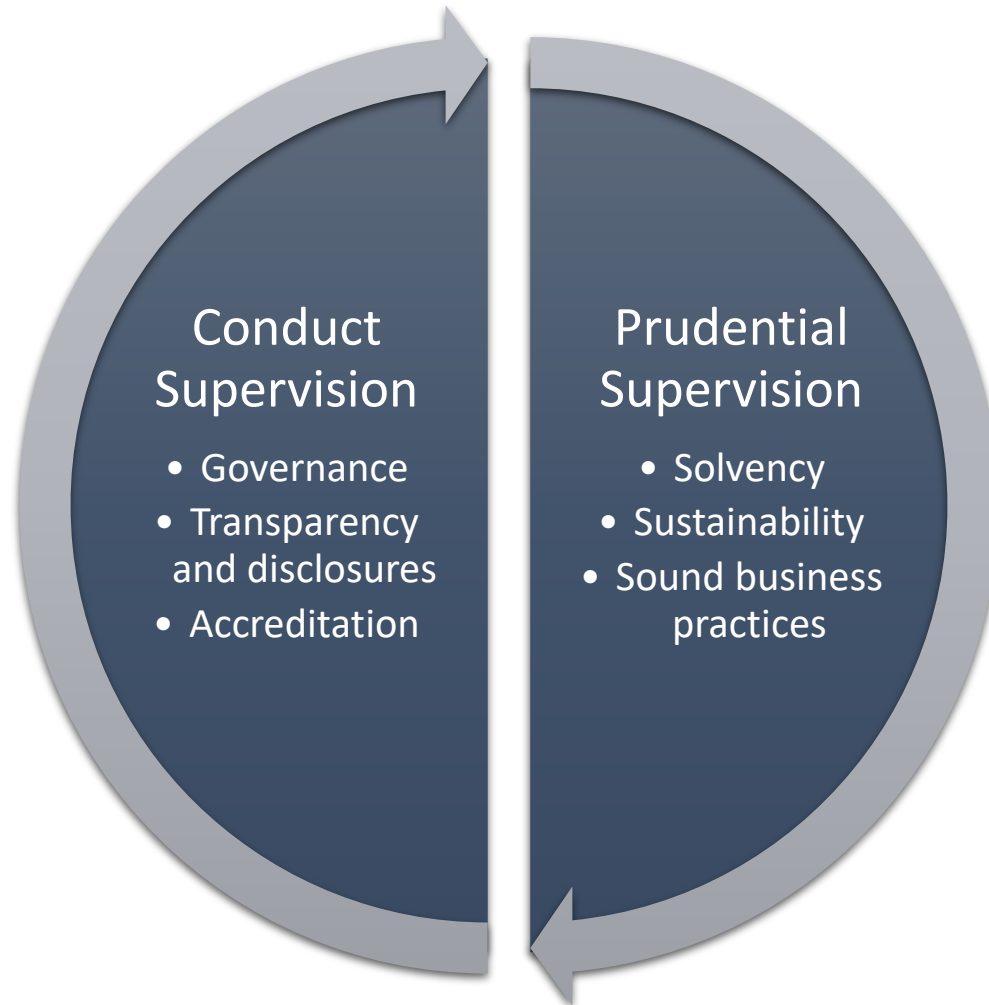 Conduct
Supervision
• Governance
• Transparency
and disclosures
• Accreditation
Prudential
Supervision
• Solvency
• Sustainability
• Sound business
practices